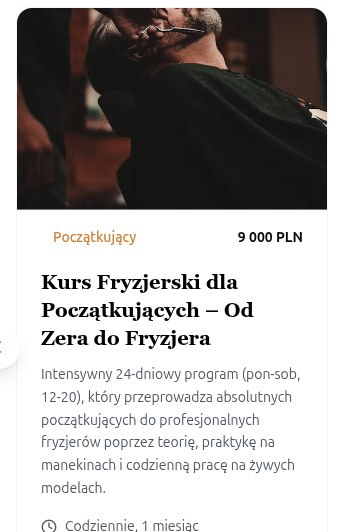 Początkujący 9 000 PLN
Kurs Fryzjerski dla
Początkujących – Od
Zera do Fryzjera
Intensywny 24-dniowy program (pon-sob,
12-20), który przeprowadza absolutnych
początkujących do profesjonalnych
fryzjerów poprzez teorię, praktykę na
manekinach i codzienną pracę na żywych
modelach.
Codziennie, 1 miesiąc